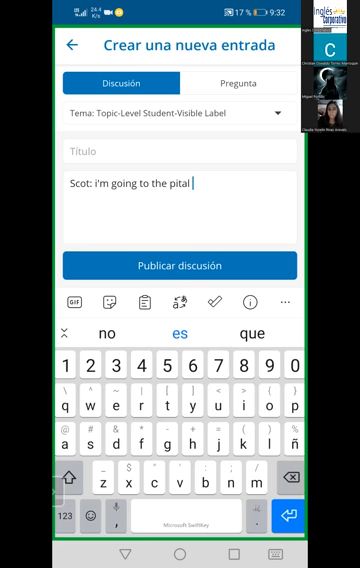 24.4
K/s
17 %
9:32
Inglés
Corporativo
Crear una nueva entrada
Discusión
Pregunta
Tema: Topic-Level Student-Visible Label
Título
Scot: i'm going to the pital
Publicar discusión
GIF
no es que
1 2 3 4 5 6 7 8 9 0
\ ^ ~ | [ ] < > { }
q w e r t y u i o p
@ # & * - + = ( ) %
a s d f g h j k l ñ
_ $ " ' : ; /
z x c v b n m
123
,
Microsoft SwiftKey
.
C